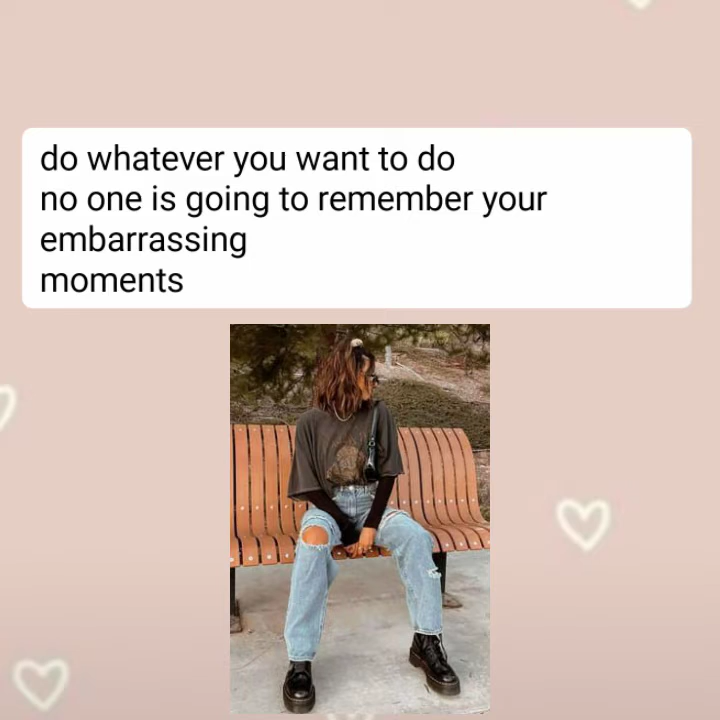 do whatever you want to do
no one is going to remember your
embarrassing
moments